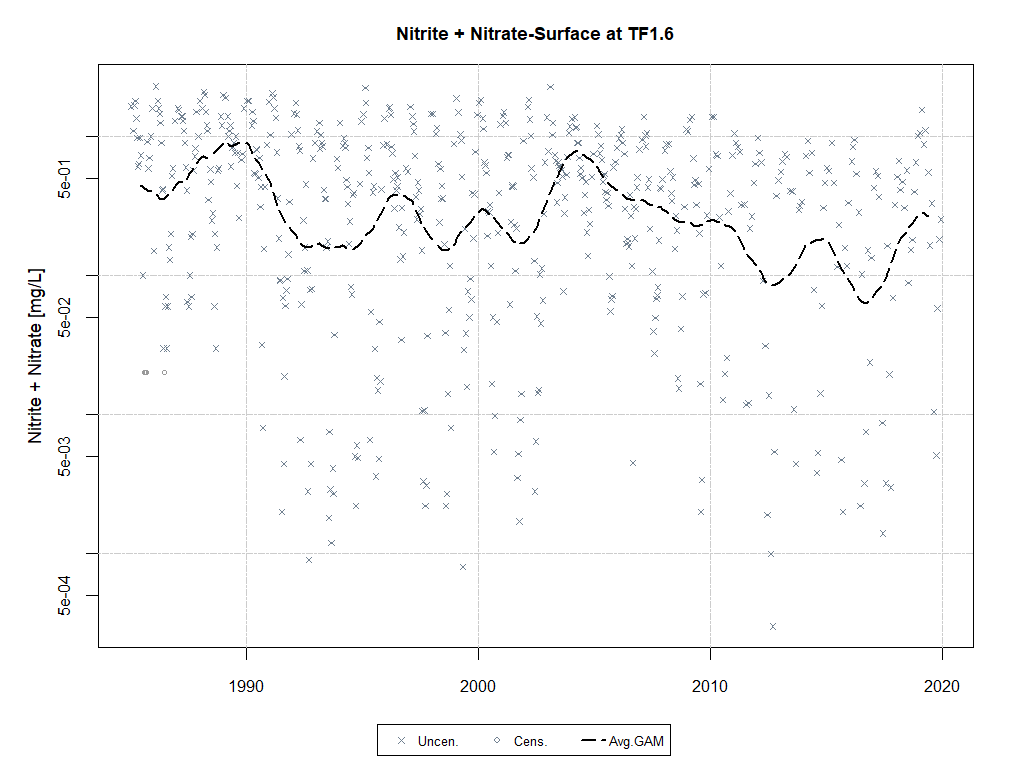 Nitrite + Nitrate-Surface at TF1.6
Nitrite + Nitrate [mg/L]
5e-01
5e-02
5e-03
5e-04
1990
2000
2010
2020
Uncen.
Cens.
Avg.GAM